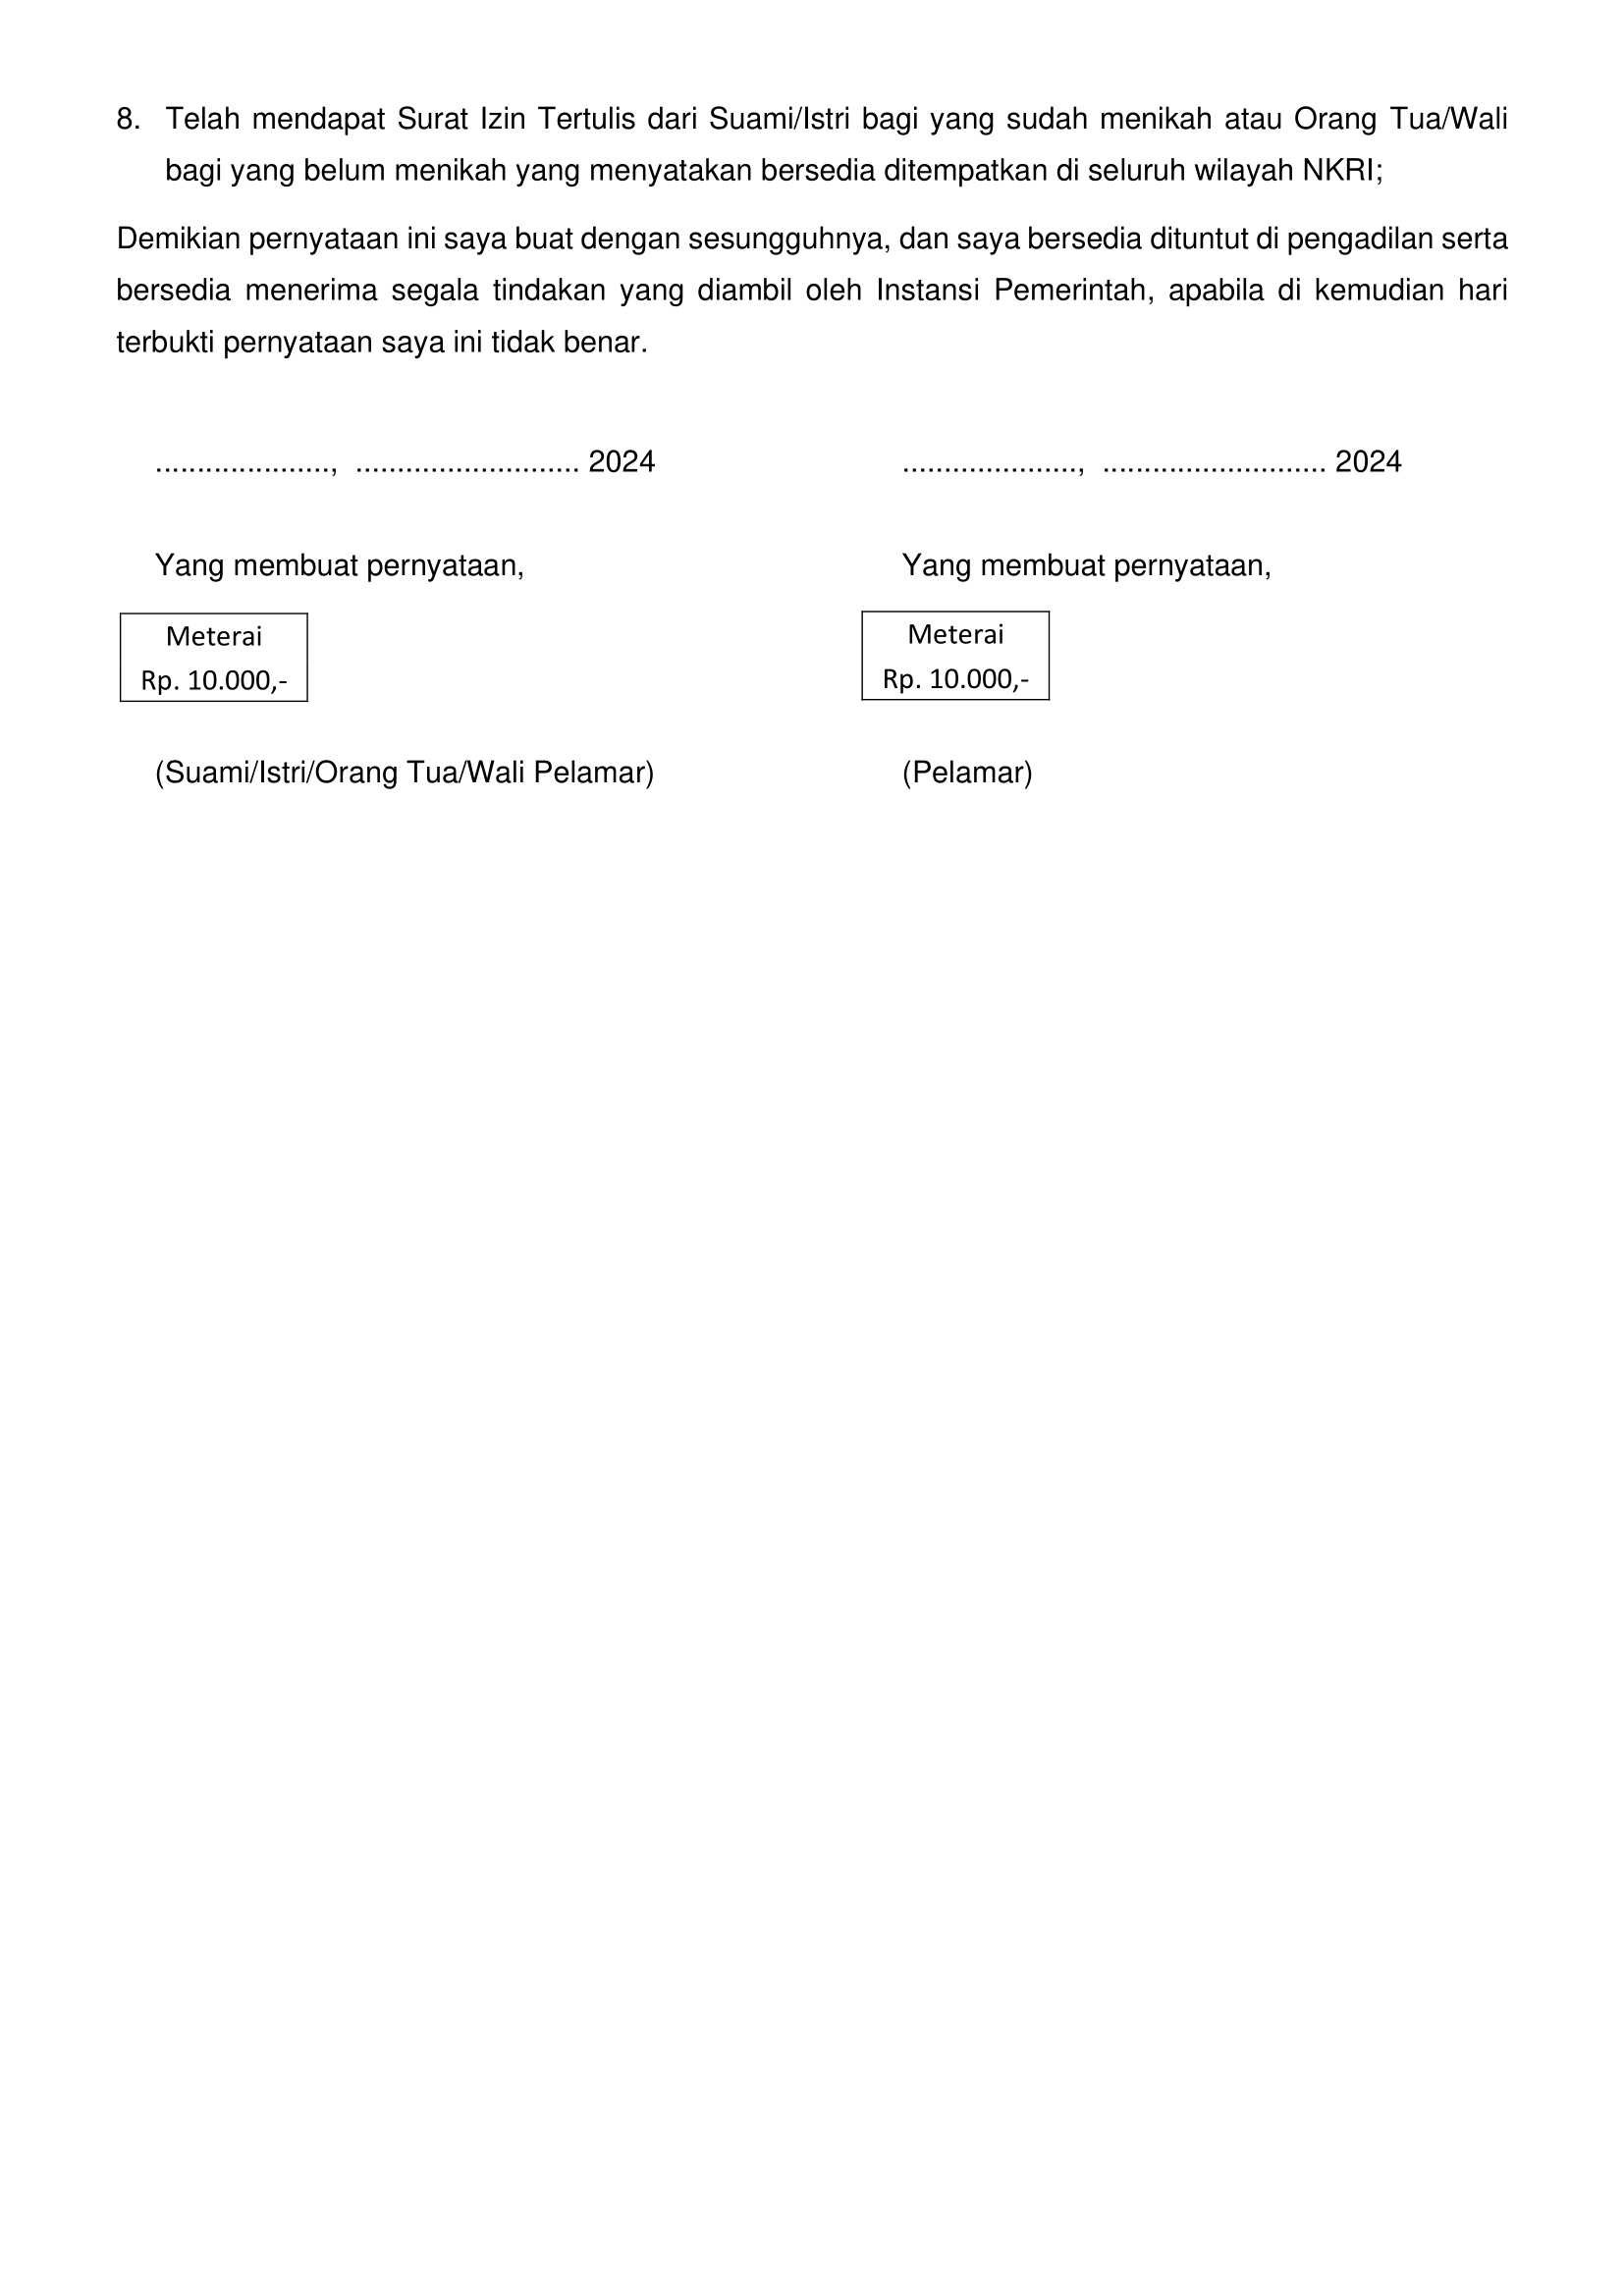 8. Telah mendapat Surat Izin Tertulis dari Suami/Istri bagi yang sudah menikah atau Orang Tua/Wali
bagi yang belum menikah yang menyatakan bersedia ditempatkan di seluruh wilayah NKRI;
Demikian pernyataan ini saya buat dengan sesungguhnya, dan saya bersedia dituntut di pengadilan serta
bersedia menerima segala tindakan yang diambil oleh Instansi Pemerintah, apabila di kemudian hari
terbukti pernyataan saya ini tidak benar.
....................., ........................... 2024
Yang membuat pernyataan,
Meterai
Rp. 10.000,-
(Suami/Istri/Orang Tua/Wali Pelamar)
....................., ........................... 2024
Yang membuat pernyataan,
Meterai
Rp. 10.000,-
(Pelamar)